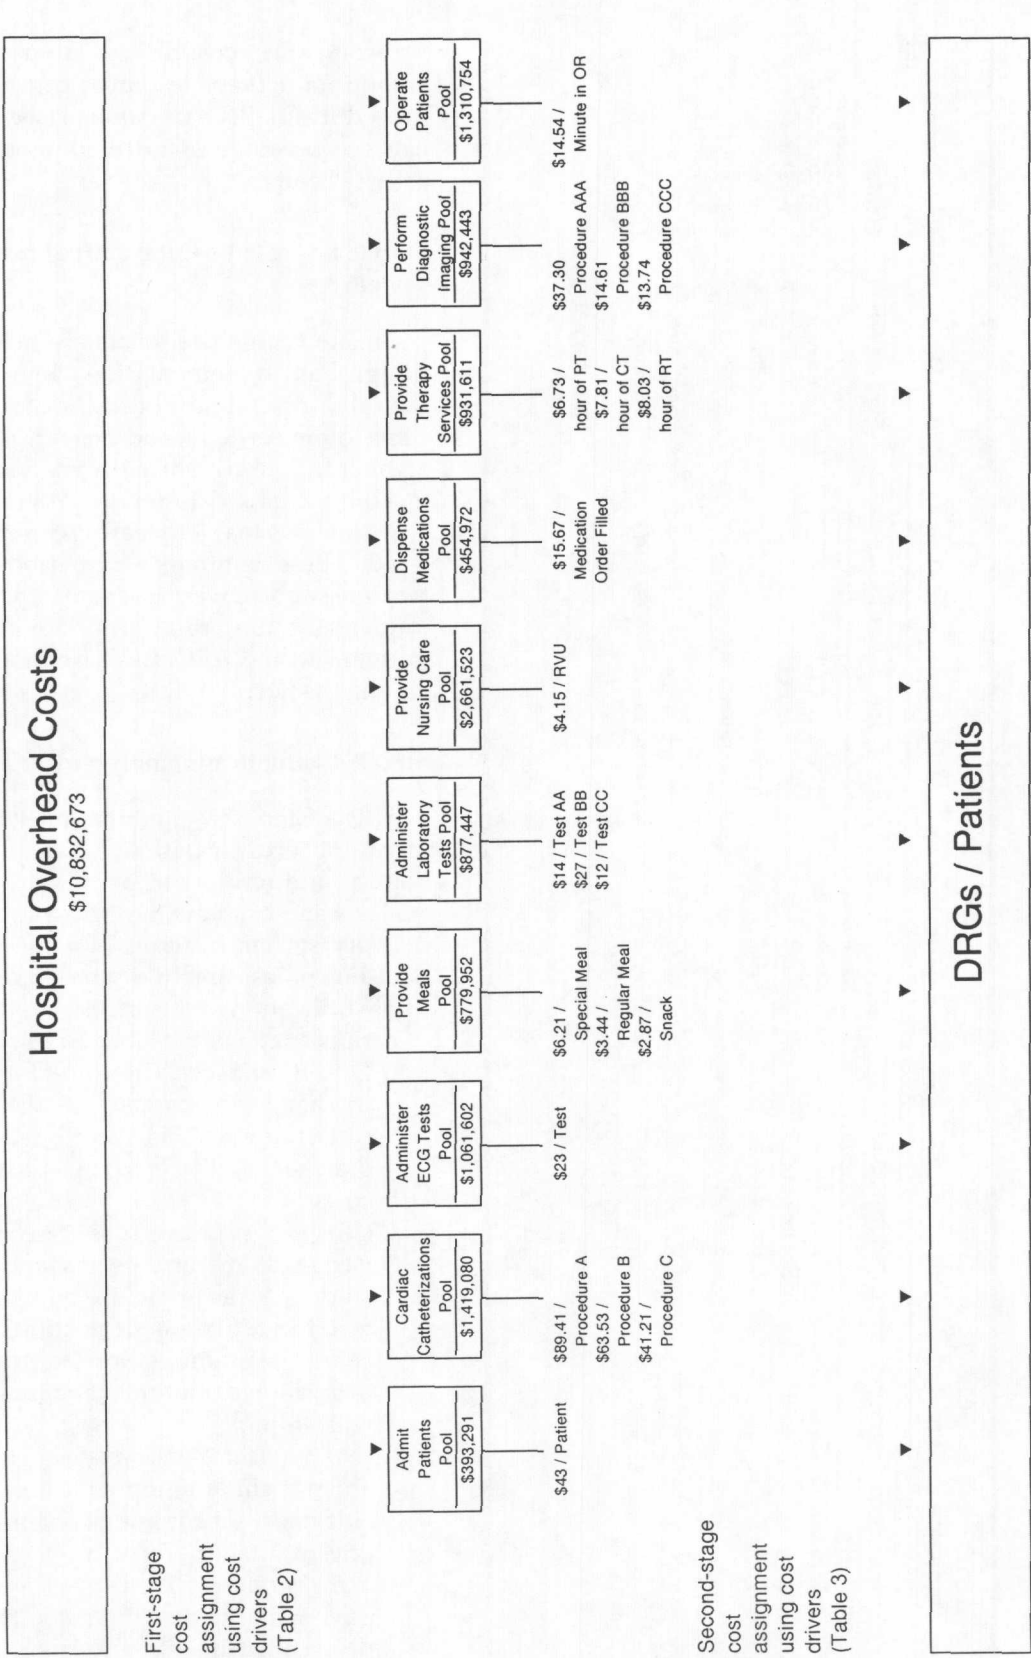 Hospital Overhead Costs
$10,832,673
First-stage
cost
assignment
using cost
drivers
(Table 2)
Admit
Patients
Pool
$393,291
Cardiac
Catheterizations
Pool
$1,419,080
Administer
ECG Tests
Pool
$1,061,602
Provide
Meals
Pool
$779,952
Administer
Laboratory
Tests Pool
$877,447
Provide
Nursing Care
Pool
$2,661,523
Dispense
Medications
Pool
$454,972
Provide
Therapy
Services Pool
$931,611
Perform
Diagnostic
Imaging Pool
$942,443
Operate
Patients
Pool
$1,310,754
$43 / Patient
$89.41 /
Procedure A
$63.53 /
Procedure B
$41.21 /
Procedure C
$23 / Test
$6.21 /
Special Meal
$3.44 /
Regular Meal
$2.87 /
Snack
$14 / Test AA
$27 / Test BB
$12 / Test CC
$4.15 / RVU
$15.67 /
Medication
Order Filled
$6.73 /
hour of PT
$7.81 /
hour of CT
$8.03 /
hour of RT
$37.30
Procedure AAA
$14.61
Procedure BBB
$13.74
Procedure CCC
$14.54 /
Minute in OR
Second-stage
cost
assignment
using cost
drivers
(Table 3)
DRGs / Patients